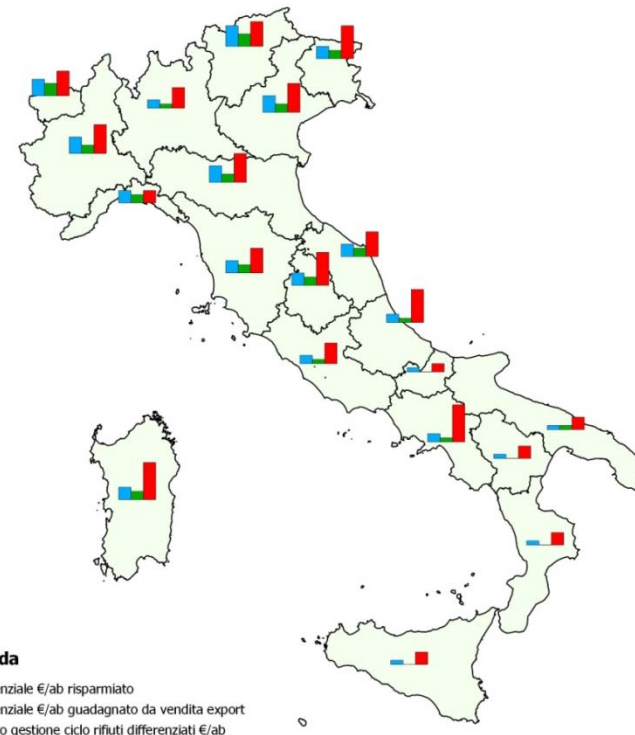 da
nziale €/ab risparmiato
nziale €/ab guadagnato da vendita export
o gestione ciclo rifiuti differenziati €/ab